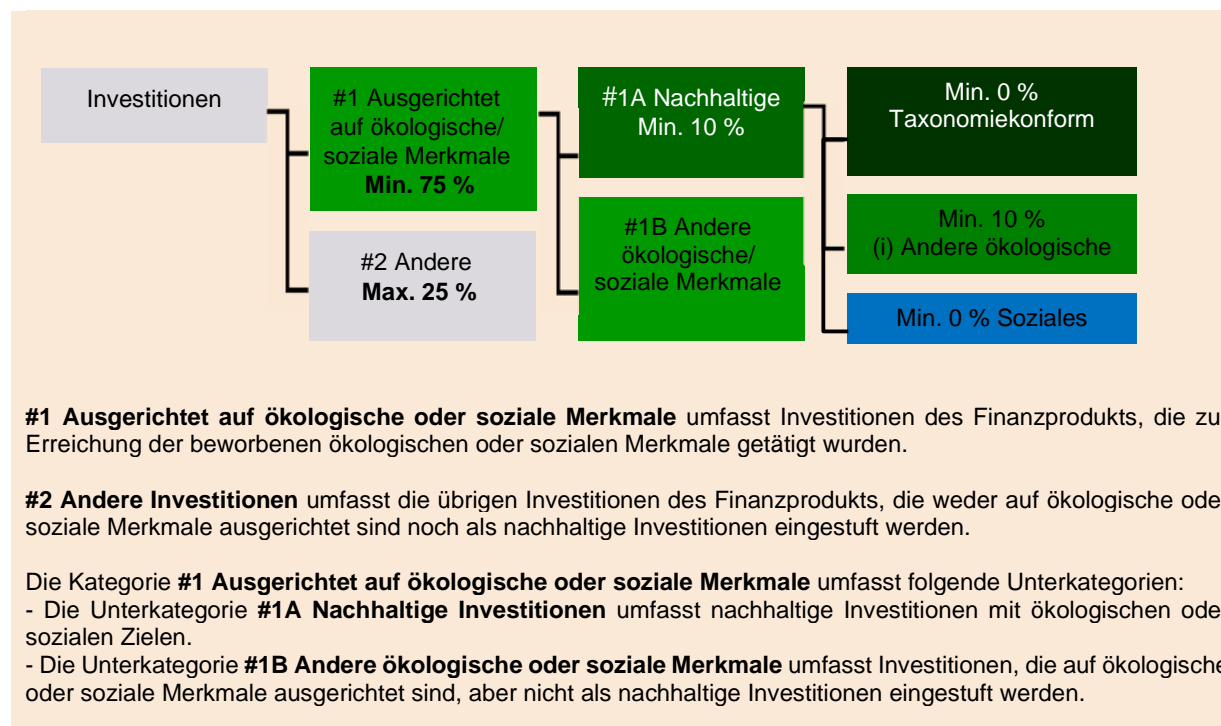 Investitionen
#1 Ausgerichtet
auf ökologische/
soziale Merkmale
Min. 75 %
#2 Andere
Max. 25 %
#1A Nachhaltige
Min. 10 %
#1B Andere
ökologische/
soziale Merkmale
Min. 0 %
Taxonomiekonform
Min. 10 %
(i) Andere ökologische
Min. 0 % Soziales
#1 Ausgerichtet auf ökologische oder soziale Merkmale umfasst Investitionen des Finanzprodukts, die zu
Erreichung der beworbenen ökologischen oder sozialen Merkmale getätigt wurden.
#2 Andere Investitionen umfasst die übrigen Investitionen des Finanzprodukts, die weder auf ökologische ode
soziale Merkmale ausgerichtet sind noch als nachhaltige Investitionen eingestuft werden.
Die Kategorie #1 Ausgerichtet auf ökologische oder soziale Merkmale umfasst folgende Unterkategorien:
- Die Unterkategorie #1A Nachhaltige Investitionen umfasst nachhaltige Investitionen mit ökologischen ode
sozialen Zielen.
- Die Unterkategorie #1B Andere ökologische oder soziale Merkmale umfasst Investitionen, die auf ökologische
oder soziale Merkmale ausgerichtet sind, aber nicht als nachhaltige Investitionen eingestuft werden.